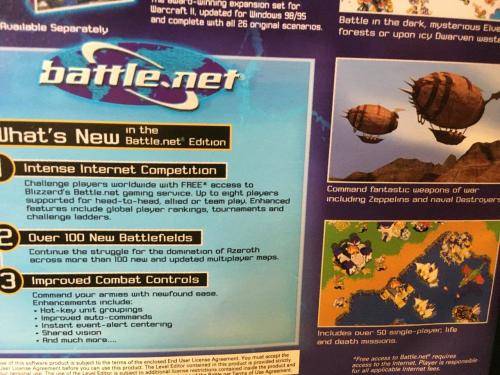 award-winning expansion set for
Warcraft II, updated for Windows 98/95
and complete with all 26 original scenarios.
Available Separately
battle.net
What's New in the
Battle.net® Edition
1 Intense Internet Competition
Challenge players worldwide with FREE* access to
Blizzard's Battle.net gaming service. Up to eight players
supported for head-to-head, allied or team play. Enhanced
features include global player rankings, tournaments and
challenge ladders.
2 Over 100 New Battlefields
Continue the struggle for the domination of Azeroth
across more than 100 new and updated multiplayer maps.
3 Improved Combat Controls
Command your armies with newfound ease.
Enhancements include:
• Hot-key unit groupings
• Improved auto-commands
• Instant event-alert centering
• Shared vision
• And much more....
Use of this software product is subject to the terms of the enclosed End User License Agreement. You must accept the
End User License Agreement before you can use this product. The Level Editor contained in this product is provided strictly
for your personal use. The use of the Level Editor is subject to additional license restrictions contained inside the product and
Battle in the dark, mysterious
forests or upon icy Dwarven
Command fantastic weapons of war
including Zeppelins and naval Destroyers
Includes over 50 single-player, life
and death missions.
*Free access to Battle.net® requires
access to the Internet. Player is responsible
for all applicable Internet fees.